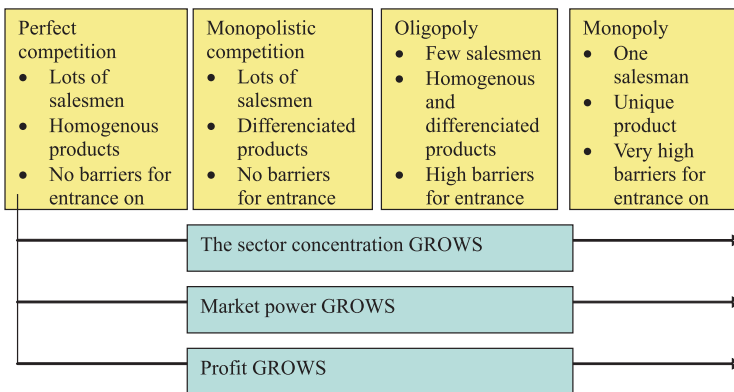 Perfect
competition
● Lots of
salesmen
● Homogenous
products
● No barriers for
entrance on
Monopolistic
competition
● Lots of
salesmen
● Differenciated
products
● No barriers
for entrance
Oligopoly
● Few salesmen
● Homogenous
and
differenciated
products
● High barriers
for entrance
Monopoly
● One
salesman
● Unique
product
● Very high
barriers for
entrance on
The sector concentration GROWS
Market power GROWS
Profit GROWS